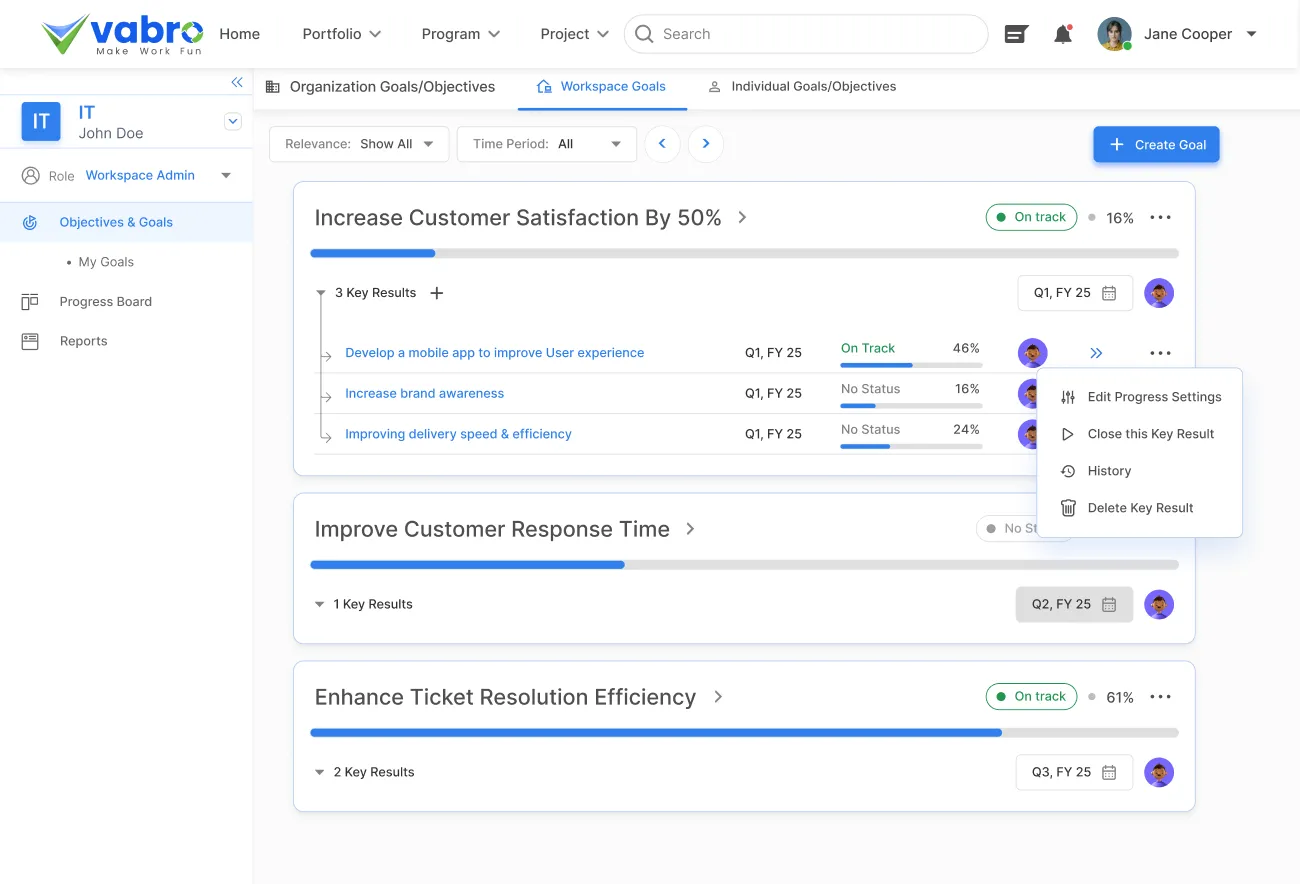 vabro
Make Work Fun
Home Portfolio Program Project Search Jane Cooper
Organization Goals/Objectives Workspace Goals Individual Goals/Objectives
IT IT
John Doe
Role Workspace Admin
Objectives & Goals
My Goals
Progress Board
Reports
Relevance: Show All Time Period: All Create Goal
Increase Customer Satisfaction By 50% On track 16%
3 Key Results Q1, FY 25
Develop a mobile app to improve User experience Q1, FY 25 On Track 46%
Increase brand awareness Q1, FY 25 No Status 16%
Improving delivery speed & efficiency Q1, FY 25 No Status 24%
Edit Progress Settings
Close this Key Result
History
Delete Key Result
Improve Customer Response Time No
1 Key Results Q2, FY 25
Enhance Ticket Resolution Efficiency On track 61%
2 Key Results Q3, FY 25